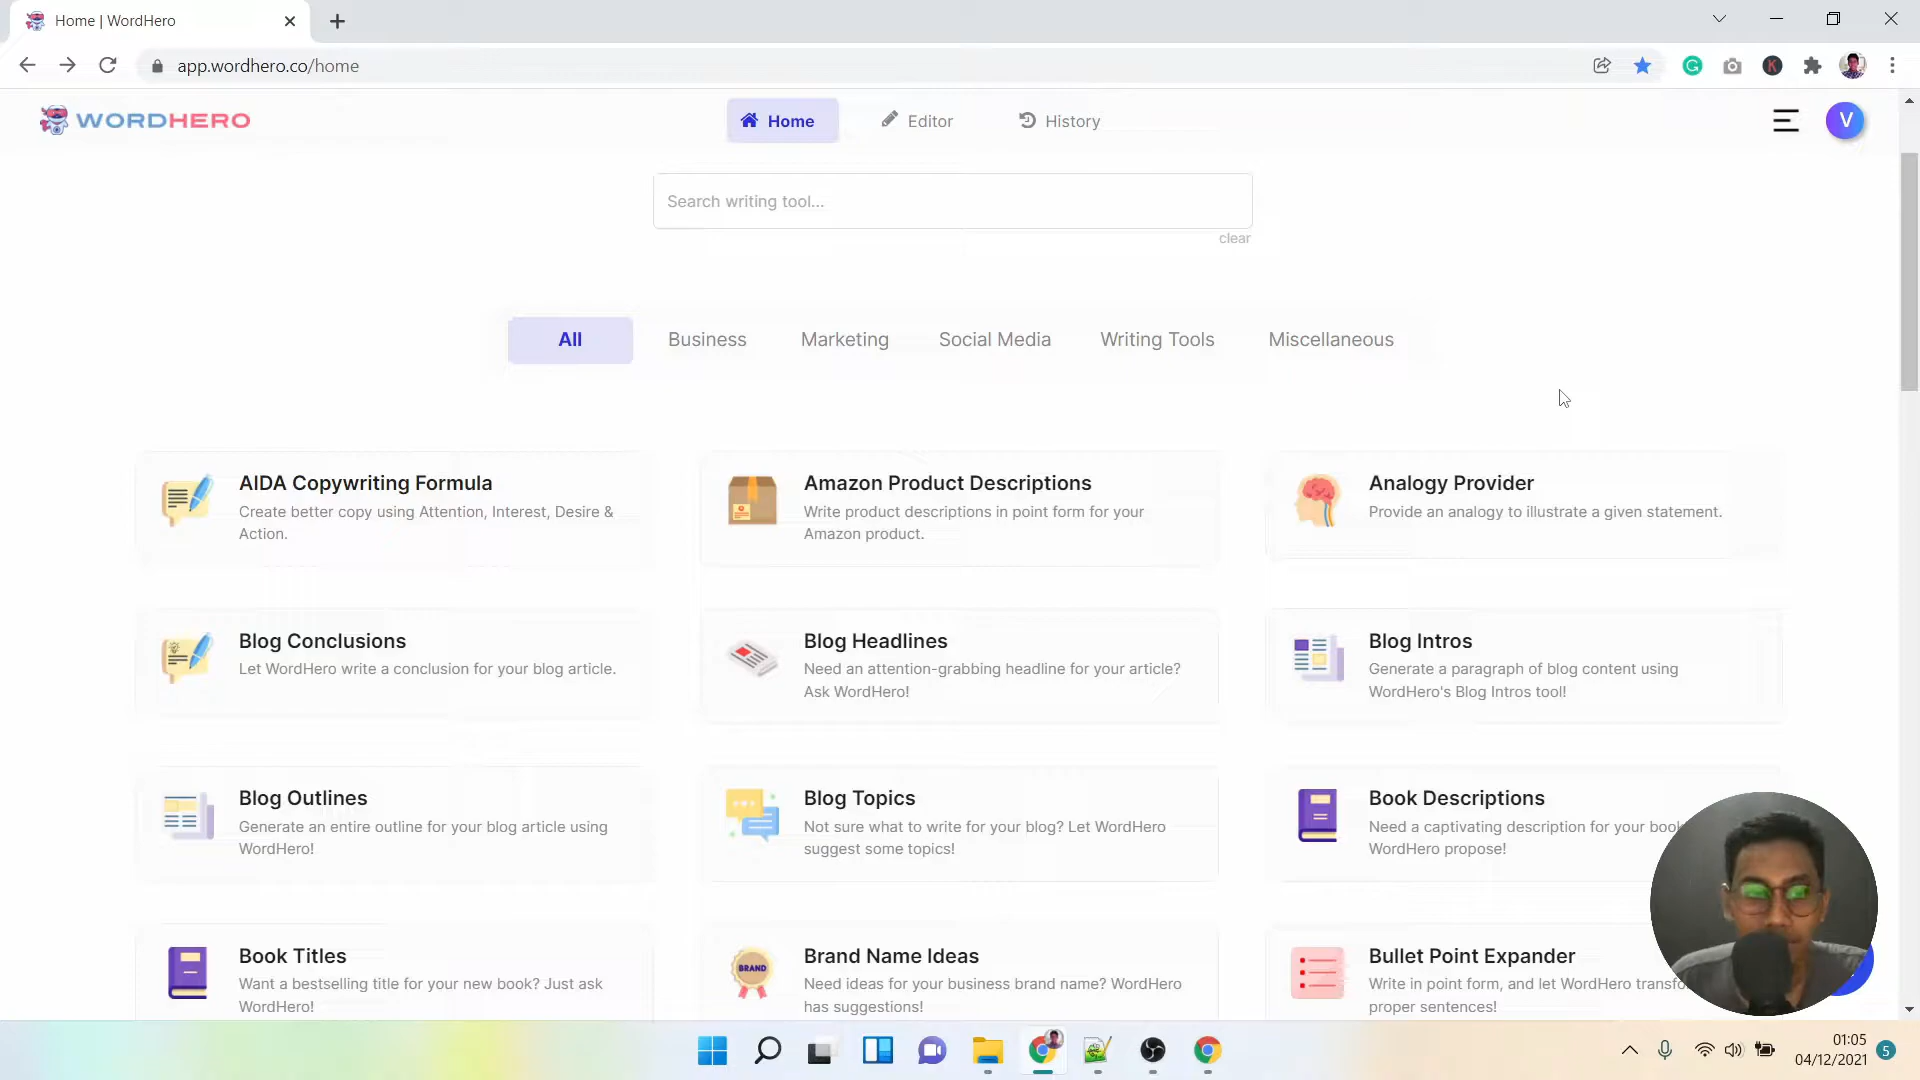 Home | WordHero
app.wordhero.co/home
WORDHERO
Home
Editor
History
V
Search writing tool...
clear
All
Business
Marketing
Social Media
Writing Tools
Miscellaneous
AIDA Copywriting Formula
Create better copy using Attention, Interest, Desire &
Action.
Amazon Product Descriptions
Write product descriptions in point form for your
Amazon product.
Analogy Provider
Provide an analogy to illustrate a given statement.
Blog Conclusions
Let WordHero write a conclusion for your blog article.
Blog Headlines
Need an attention-grabbing headline for your article?
Ask WordHero!
Blog Intros
Generate a paragraph of blog content using
WordHero's Blog Intros tool!
Blog Outlines
Generate an entire outline for your blog article using
WordHero!
Blog Topics
Not sure what to write for your blog? Let WordHero
suggest some topics!
Book Descriptions
Need a captivating description for your book
WordHero propose!
Book Titles
Want a bestselling title for your new book? Just ask
WordHero!
BRAND
Brand Name Ideas
Need ideas for your business brand name? WordHero
has suggestions!
Bullet Point Expander
Write in point form, and let WordHero transfo
proper sentences!
01:05
04/12/2021
5